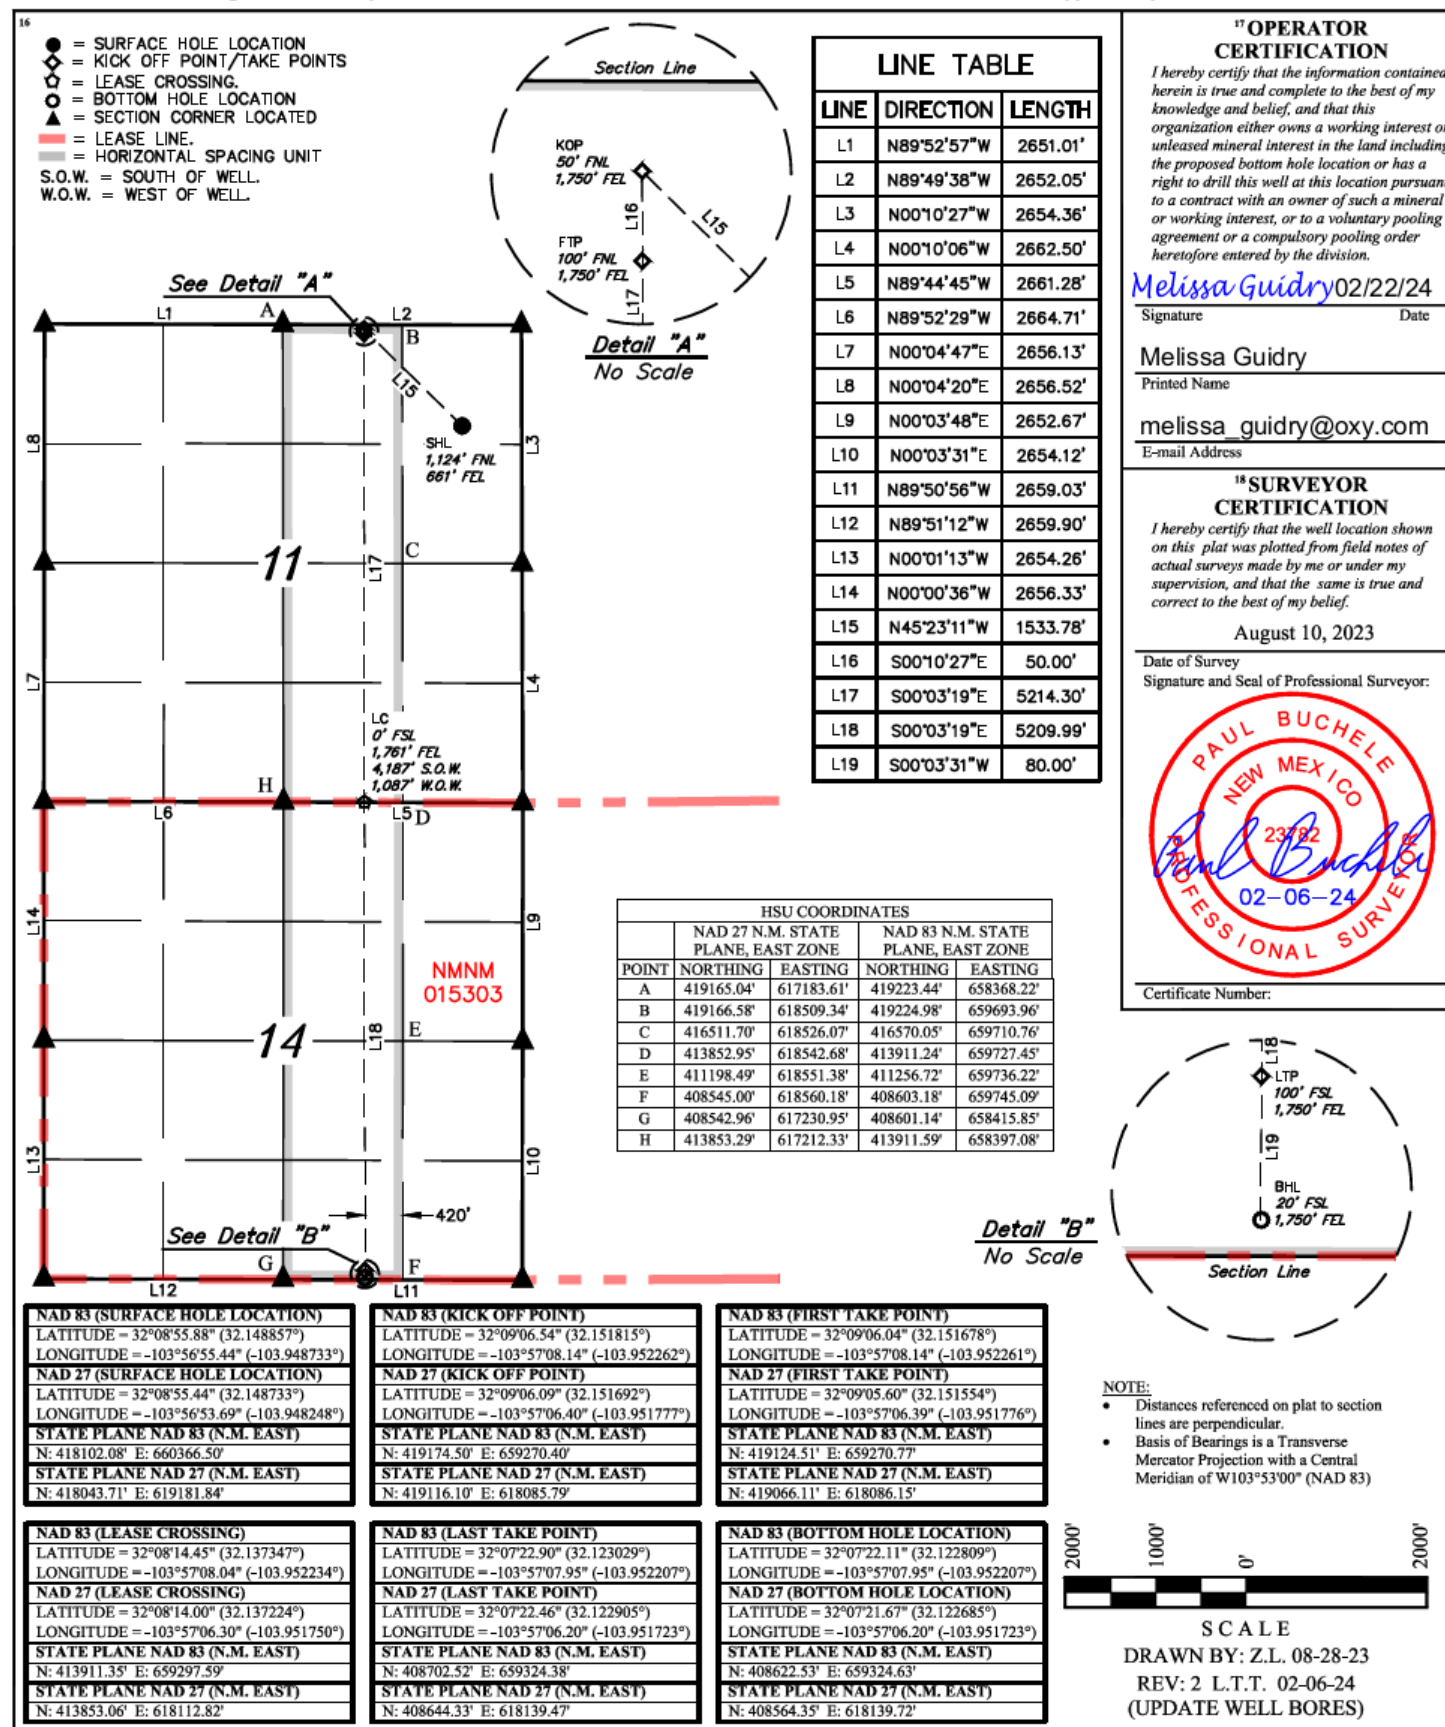 16
= SURFACE HOLE LOCATION
= KICK OFF POINT/TAKE POINTS
= LEASE CROSSING.
= BOTTOM HOLE LOCATION
= SECTION CORNER LOCATED
= LEASE LINE.
= HORIZONTAL SPACING UNIT
S.O.W. = SOUTH OF WELL.
W.O.W. = WEST OF WELL.
Section Line
KOP
50' FNL
1,750' FEL
L16
L15
FTP
100' FNL
1,750' FEL
L17
Detail "A"
No Scale
See Detail "A"
L1
A
L2
B
L15
L8
SHL
1,124' FNL
661' FEL
L3
11
L17
C
L7
L4
LC
0' FSL
1,761' FEL
4,187' S.O.W.
1,087' W.O.W.
H
L6
L5
D
L14
L9
NMNM
015303
14
L18
E
L13
L10
420'
See Detail "B"
G
F
L12
L11
LINE TABLE
LINE DIRECTION LENGTH
L1 N89°52'57"W 2651.01'
L2 N89°49'38"W 2652.05'
L3 N00°10'27"W 2654.36'
L4 N00°10'06"W 2662.50'
L5 N89°44'45"W 2661.28'
L6 N89°52'29"W 2664.71'
L7 N00°04'47"E 2656.13'
L8 N00°04'20"E 2656.52'
L9 N00°03'48"E 2652.67'
L10 N00°03'31"E 2654.12'
L11 N89°50'56"W 2659.03'
L12 N89°51'12"W 2659.90'
L13 N00°01'13"W 2654.26'
L14 N00°00'36"W 2656.33'
L15 N45°23'11"W 1533.78'
L16 S00°10'27"E 50.00'
L17 S00°03'19"E 5214.30'
L18 S00°03'19"E 5209.99'
L19 S00°03'31"W 80.00'
17 OPERATOR
CERTIFICATION
I hereby certify that the information contained
herein is true and complete to the best of my
knowledge and belief, and that this
organization either owns a working interest or
unleased mineral interest in the land including
the proposed bottom hole location or has a
right to drill this well at this location pursuant
to a contract with an owner of such a mineral
or working interest, or to a voluntary pooling
agreement or a compulsory pooling order
heretofore entered by the division.
Melissa Guidry 02/22/24
Signature Date
Melissa Guidry
Printed Name
melissa_guidry@oxy.com
E-mail Address
18 SURVEYOR
CERTIFICATION
I hereby certify that the well location shown
on this plat was plotted from field notes of
actual surveys made by me or under my
supervision, and that the same is true and
correct to the best of my belief.
August 10, 2023
Date of Survey
Signature and Seal of Professional Surveyor:
PAUL BUCHELE
NEW MEXICO
23782
Paul Buchele
02-06-24
PROFESSIONAL SURVEYOR
Certificate Number:
HSU COORDINATES
NAD 27 N.M. STATE PLANE, EAST ZONE NAD 83 N.M. STATE PLANE, EAST ZONE
POINT NORTHING EASTING NORTHING EASTING
A 419165.04' 617183.61' 419223.44' 658368.22'
B 419166.58' 618509.34' 419224.98' 659693.96'
C 416511.70' 618526.07' 416570.05' 659710.76'
D 413852.95' 618542.68' 413911.24' 659727.45'
E 411198.49' 618551.38' 411256.72' 659736.22'
F 408545.00' 618560.18' 408603.18' 659745.09'
G 408542.96' 617230.95' 408601.14' 658415.85'
H 413853.29' 617212.33' 413911.59' 658397.08'
L18
LTP
100' FSL
1,750' FEL
L19
BHL
20' FSL
1,750' FEL
Section Line
Detail "B"
No Scale
NAD 83 (SURFACE HOLE LOCATION)
LATITUDE = 32°08'55.88" (32.148857°)
LONGITUDE = -103°56'55.44" (-103.948733°)
NAD 27 (SURFACE HOLE LOCATION)
LATITUDE = 32°08'55.44" (32.148733°)
LONGITUDE = -103°56'53.69" (-103.948248°)
STATE PLANE NAD 83 (N.M. EAST)
N: 418102.08' E: 660366.50'
STATE PLANE NAD 27 (N.M. EAST)
N: 418043.71' E: 619181.84'
NAD 83 (KICK OFF POINT)
LATITUDE = 32°09'06.54" (32.151815°)
LONGITUDE = -103°57'08.14" (-103.952262°)
NAD 27 (KICK OFF POINT)
LATITUDE = 32°09'06.09" (32.151692°)
LONGITUDE = -103°57'06.40" (-103.951777°)
STATE PLANE NAD 83 (N.M. EAST)
N: 419174.50' E: 659270.40'
STATE PLANE NAD 27 (N.M. EAST)
N: 419116.10' E: 618085.79'
NAD 83 (FIRST TAKE POINT)
LATITUDE = 32°09'06.04" (32.151678°)
LONGITUDE = -103°57'08.14" (-103.952261°)
NAD 27 (FIRST TAKE POINT)
LATITUDE = 32°09'05.60" (32.151554°)
LONGITUDE = -103°57'06.39" (-103.951776°)
STATE PLANE NAD 83 (N.M. EAST)
N: 419124.51' E: 659270.77'
STATE PLANE NAD 27 (N.M. EAST)
N: 419066.11' E: 618086.15'
NAD 83 (LEASE CROSSING)
LATITUDE = 32°08'14.45" (32.137347°)
LONGITUDE = -103°57'08.04" (-103.952234°)
NAD 27 (LEASE CROSSING)
LATITUDE = 32°08'14.00" (32.137224°)
LONGITUDE = -103°57'06.30" (-103.951750°)
STATE PLANE NAD 83 (N.M. EAST)
N: 413911.35' E: 659297.59'
STATE PLANE NAD 27 (N.M. EAST)
N: 413853.06' E: 618112.82'
NAD 83 (LAST TAKE POINT)
LATITUDE = 32°07'22.90" (32.123029°)
LONGITUDE = -103°57'07.95" (-103.952207°)
NAD 27 (LAST TAKE POINT)
LATITUDE = 32°07'22.46" (32.122905°)
LONGITUDE = -103°57'06.20" (-103.951723°)
STATE PLANE NAD 83 (N.M. EAST)
N: 408702.52' E: 659324.38'
STATE PLANE NAD 27 (N.M. EAST)
N: 408644.33' E: 618139.47'
NAD 83 (BOTTOM HOLE LOCATION)
LATITUDE = 32°07'22.11" (32.122809°)
LONGITUDE = -103°57'07.95" (-103.952207°)
NAD 27 (BOTTOM HOLE LOCATION)
LATITUDE = 32°07'21.67" (32.122685°)
LONGITUDE = -103°57'06.20" (-103.951723°)
STATE PLANE NAD 83 (N.M. EAST)
N: 408622.53' E: 659324.63'
STATE PLANE NAD 27 (N.M. EAST)
N: 408564.35' E: 618139.72'
NOTE:
• Distances referenced on plat to section
lines are perpendicular.
• Basis of Bearings is a Transverse
Mercator Projection with a Central
Meridian of W103°53'00" (NAD 83)
2000' 1000' 0' 2000'
SCALE
DRAWN BY: Z.L. 08-28-23
REV: 2 L.T.T. 02-06-24
(UPDATE WELL BORES)